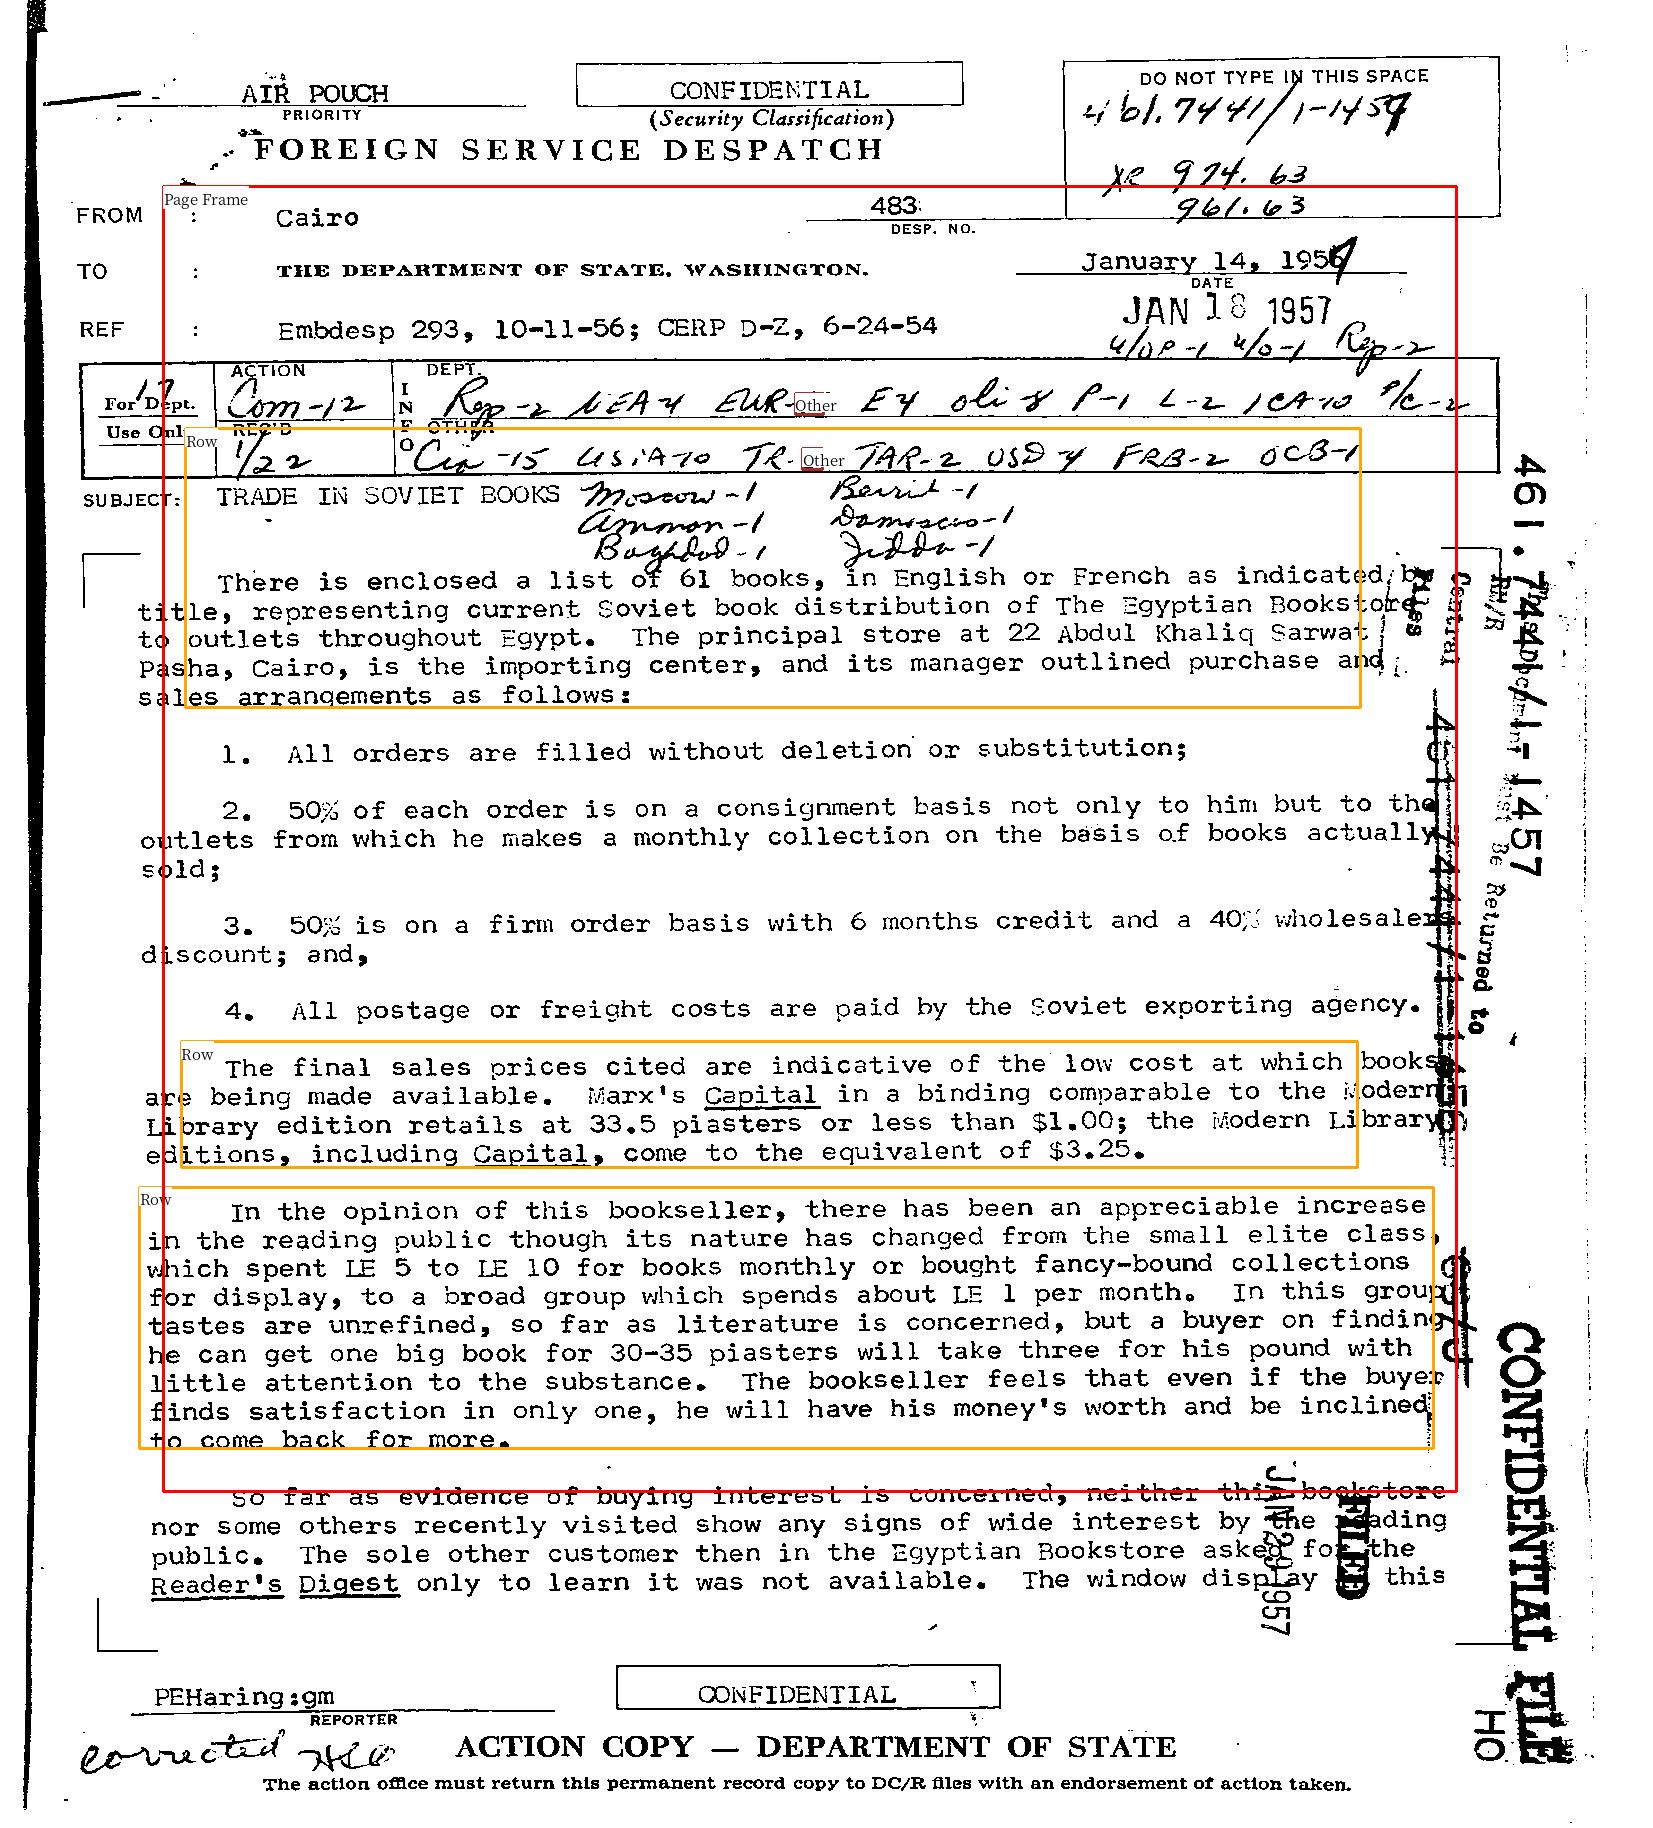 AIR POUCH
PRIORITY
CONFIDENTIAL
(Security Classification)
DO NOT TYPE IN THIS SPACE
461.7441/1-1457
XR 974.63
961.63
FOREIGN SERVICE DESPATCH
Page Frame
FROM : Cairo
483
DESP. NO.
TO : THE DEPARTMENT OF STATE, WASHINGTON.
January 14, 1957
DATE
JAN 18 1957
REF : Embdesp 293, 10-11-56; CERP D-Z, 6-24-54
U/OP-1 U/O-1 Rep-2
17
For Dept.
Use Only
ACTION
Com-12
REC'D
1/22
INFO
DEPT.
Rep-2 NEA4 EUR- Other E4 oli 8 P-1 L-2 ICA-10 P/C-2
OTHER
Row
Cia-15 USiA-10 TR- Other TAR-2 USD-4 FRB-2 OCB-1
SUBJECT: TRADE IN SOVIET BOOKS
Moscow-1 Beirut-1
Amman-1 Damascus-1
Baghdad-1 Jidda-1
There is enclosed a list of 61 books, in English or French as indicated by
title, representing current Soviet book distribution of The Egyptian Bookstore
to outlets throughout Egypt. The principal store at 22 Abdul Khaliq Sarwat
Pasha, Cairo, is the importing center, and its manager outlined purchase and
sales arrangements as follows:
1. All orders are filled without deletion or substitution;
2. 50% of each order is on a consignment basis not only to him but to the
outlets from which he makes a monthly collection on the basis of books actually
sold;
3. 50% is on a firm order basis with 6 months credit and a 40% wholesaler
discount; and,
4. All postage or freight costs are paid by the Soviet exporting agency.
Row
The final sales prices cited are indicative of the low cost at which books
are being made available. Marx's Capital in a binding comparable to the Modern
Library edition retails at 33.5 piasters or less than $1.00; the Modern Library
editions, including Capital, come to the equivalent of $3.25.
Row
In the opinion of this bookseller, there has been an appreciable increase
in the reading public though its nature has changed from the small elite class,
which spent LE 5 to LE 10 for books monthly or bought fancy-bound collections
for display, to a broad group which spends about LE 1 per month. In this group
tastes are unrefined, so far as literature is concerned, but a buyer on finding
he can get one big book for 30-35 piasters will take three for his pound with
little attention to the substance. The bookseller feels that even if the buyer
finds satisfaction in only one, he will have his money's worth and be inclined
to come back for more.
So far as evidence of buying interest is concerned, neither this bookstore
nor some others recently visited show any signs of wide interest by the reading
public. The sole other customer then in the Egyptian Bookstore asked for the
Reader's Digest only to learn it was not available. The window display this
FILED
JAN 29 1957
461.7441/1-1457
Must Be Returned to
Central
Files
CONFIDENTIAL FILE
HO
PEHaring:gm
REPORTER
CONFIDENTIAL
corrected
ACTION COPY — DEPARTMENT OF STATE
The action office must return this permanent record copy to DC/R files with an endorsement of action taken.